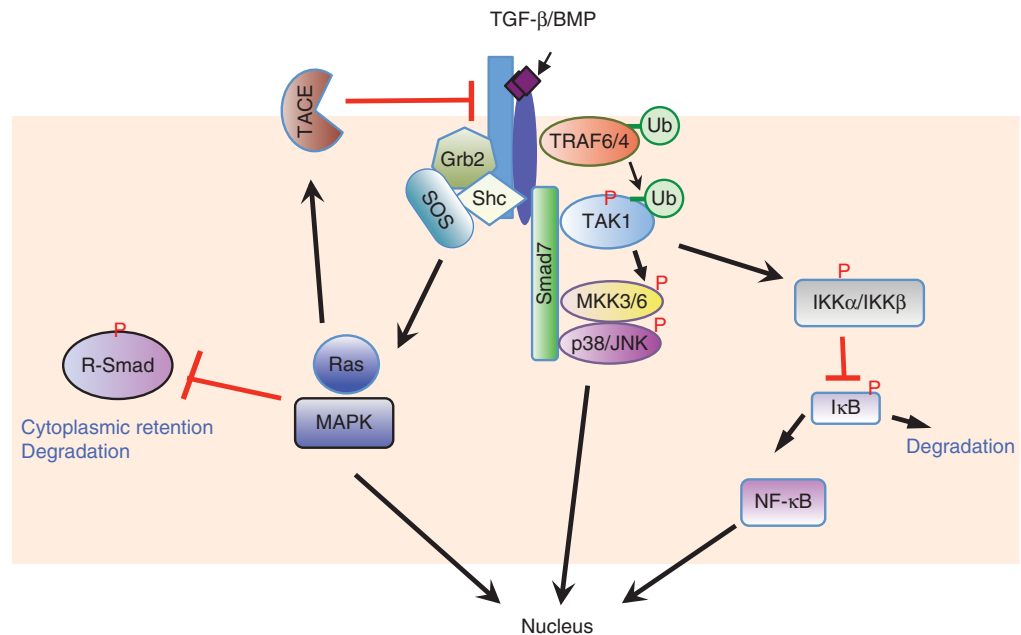 TGF-β/BMP
TACE
Grb2
SOS
Shc
TRAF6/4
Ub
P
TAK1
Ub
Smad7
P
MKK3/6
P
p38/JNK
P
IKKα/IKKβ
P
IκB
Degradation
NF-κB
P
R-Smad
Cytoplasmic retention
Degradation
Ras
MAPK
Nucleus